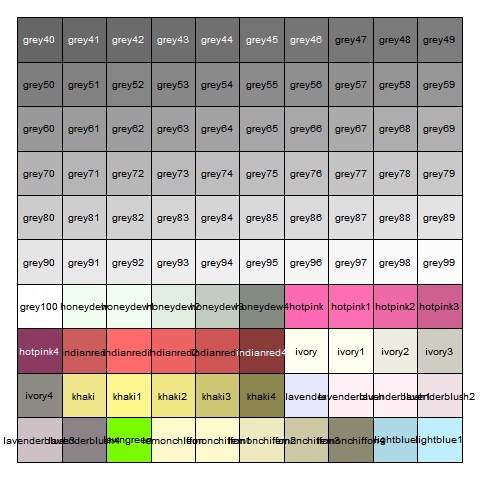 grey40 grey41 grey42 grey43 grey44 grey45 grey46 grey47 grey48 grey49
grey50 grey51 grey52 grey53 grey54 grey55 grey56 grey57 grey58 grey59
grey60 grey61 grey62 grey63 grey64 grey65 grey66 grey67 grey68 grey69
grey70 grey71 grey72 grey73 grey74 grey75 grey76 grey77 grey78 grey79
grey80 grey81 grey82 grey83 grey84 grey85 grey86 grey87 grey88 grey89
grey90 grey91 grey92 grey93 grey94 grey95 grey96 grey97 grey98 grey99
grey100 honeydew honeydew1 honeydew2 honeydew3 honeydew4 hotpink hotpink1 hotpink2 hotpink3
hotpink4 indianred indianred1 indianred2 indianred3 indianred4 ivory ivory1 ivory2 ivory3
ivory4 khaki khaki1 khaki2 khaki3 khaki4 lavender lavenderblush lavenderblush1 lavenderblush2
lavenderblush3 lavenderblush4 lawngreen lemonchiffon lemonchiffon1 lemonchiffon2 lemonchiffon3 lemonchiffon4 lightblue lightblue1